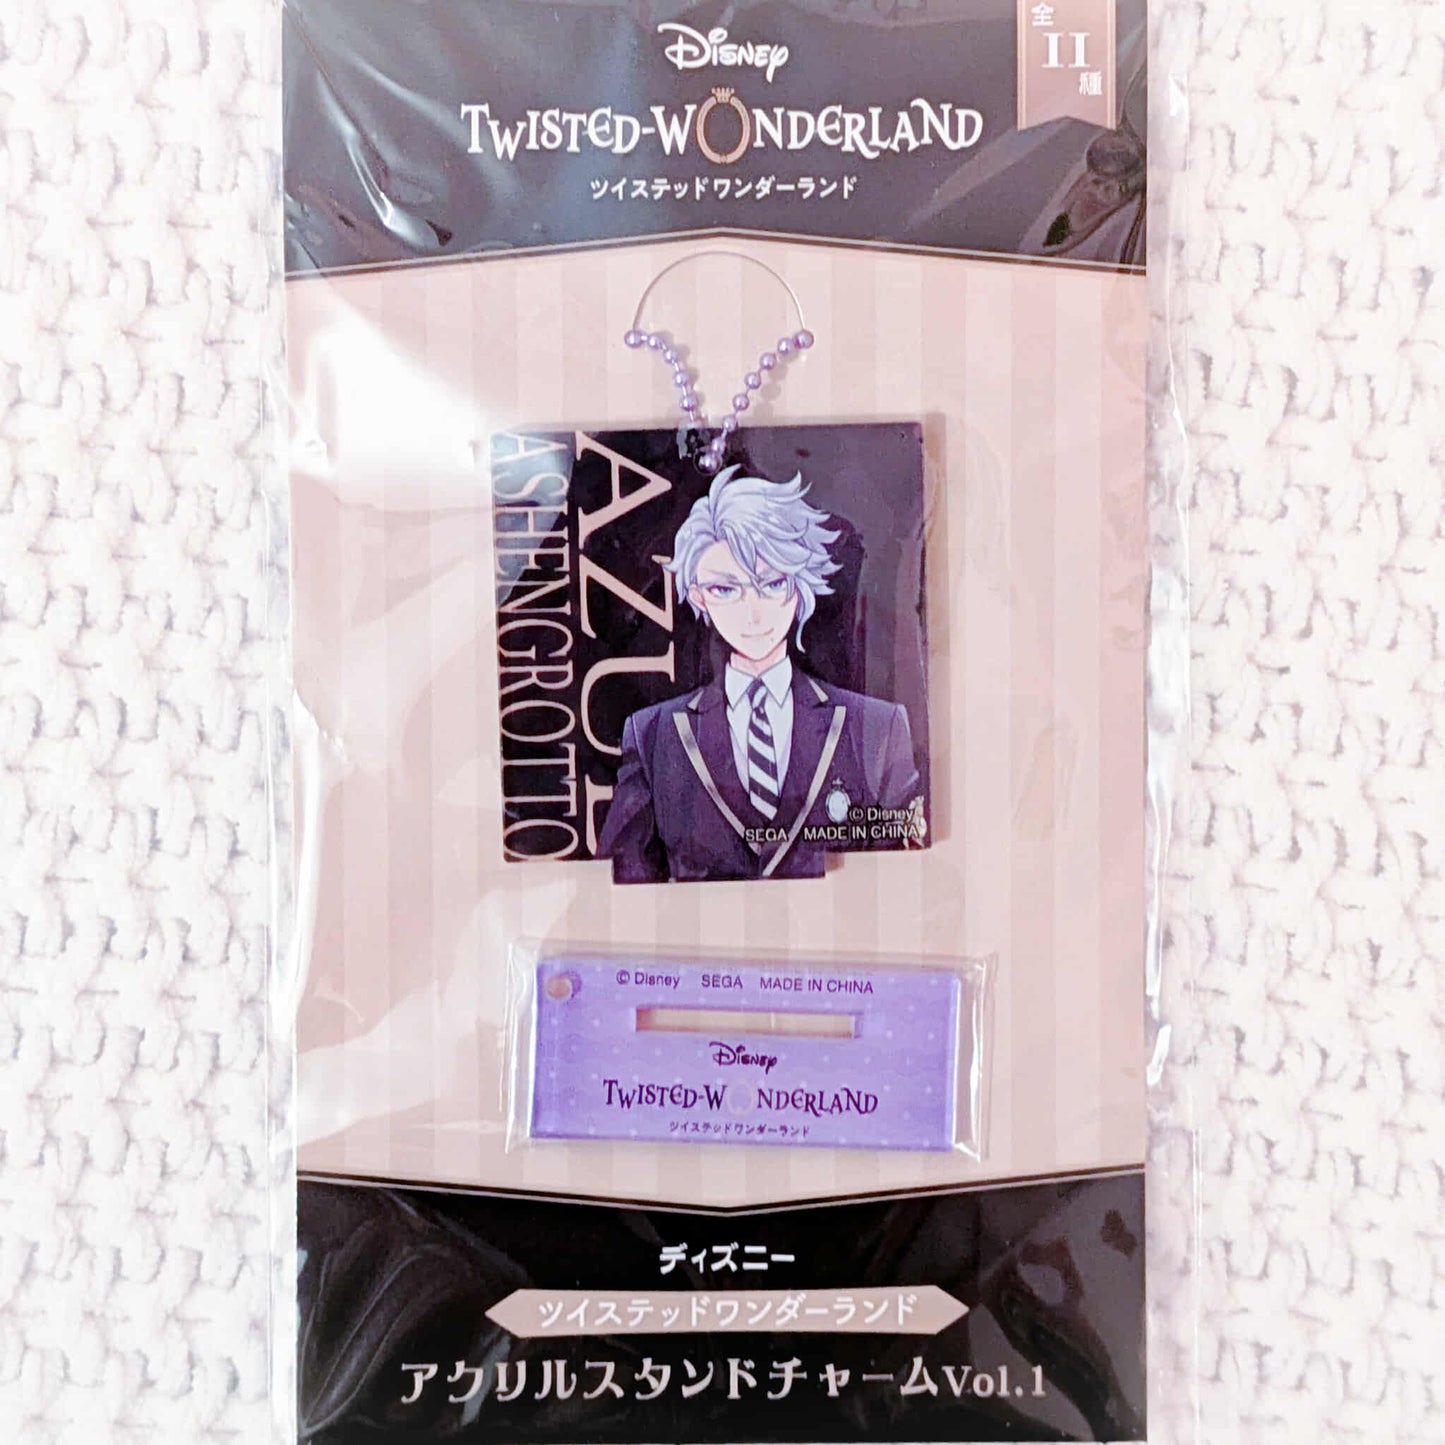 Disney
全
11
種
TWISTED-WONDERLAND
ツイステッドワンダーランド
AZUL
ASHENGROTTO
© Disney
SEGA MADE IN CHINA
© Disney SEGA MADE IN CHINA
Disney
TWISTED-WONDERLAND
ツイステッドワンダーランド
ディズニー
ツイステッドワンダーランド
アクリルスタンドチャームVol.1